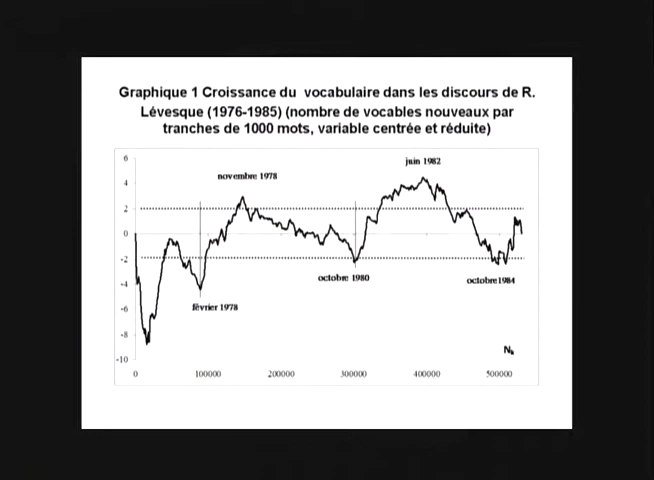 Graphique 1 Croissance du vocabulaire dans les discours de R.
Lévesque (1976-1985) (nombre de vocables nouveaux par
tranches de 1000 mots, variable centrée et réduite)
6
juin 1982
novembre 1978
4
2
0
-2
octobre 1980
octobre 1984
-4
février 1978
-6
-8
-10
0
100000
200000
300000
400000
500000